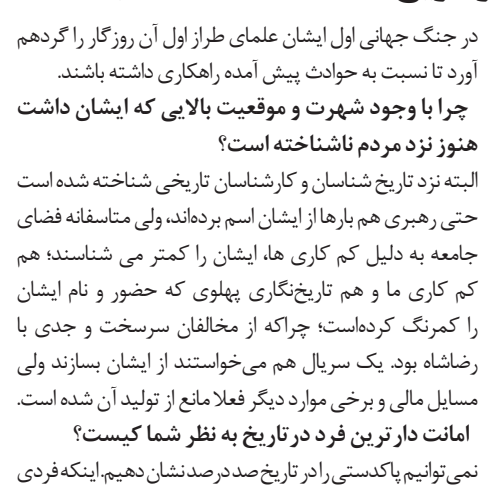 در جنگ جهانی اول ایشان علمای طراز اول آن روزگار را گردهم
آورد تا نسبت به حوادث پیش آمده راهکاری داشته باشند.
چرا با وجود شهرت و موقعیت بالایی که ایشان داشت
هنوز نزد مردم ناشناخته است؟
البته نزد تاریخ شناسان و کارشناسان تاریخی شناخته شده است
حتی رهبری هم بارها از ایشان اسم برده‌اند، ولی متاسفانه فضای
جامعه به دلیل کم کاری ها، ایشان را کمتر می شناسند؛ هم
کم کاری ما و هم تاریخ‌نگاری پهلوی که حضور و نام ایشان
را کمرنگ کرده‌است؛ چراکه از مخالفان سرسخت و جدی با
رضاشاه بود. یک سریال هم می‌خواستند از ایشان بسازند ولی
مسایل مالی و برخی موارد دیگر فعلا مانع از تولید آن شده است.
امانت دارترین فرد در تاریخ به نظر شما کیست؟
نمی‌توانیم پاکدستی را در تاریخ صد درصد نشان دهیم. اینکه فردی